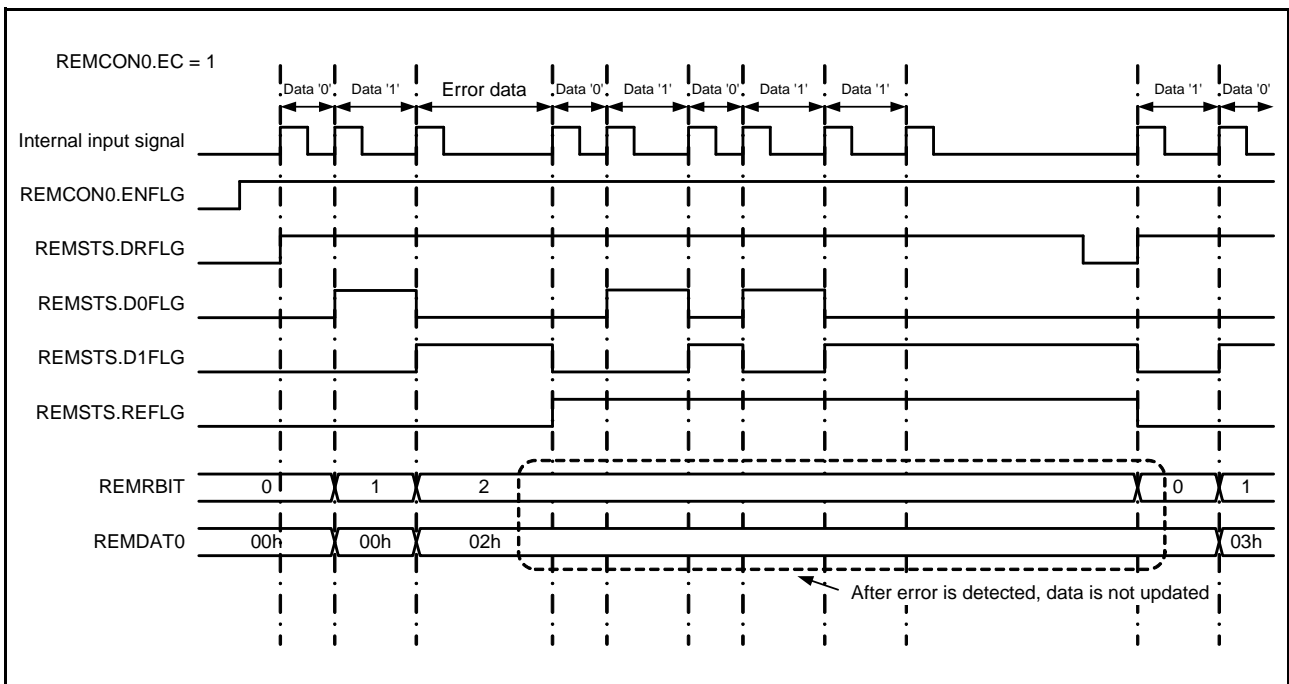 REMCON0.EC = 1
Data '0' Data '1' Error data Data '0' Data '1' Data '0' Data '1' Data '1' Data '1' Data '0'
Internal input signal
REMCON0.ENFLG
REMSTS.DRFLG
REMSTS.D0FLG
REMSTS.D1FLG
REMSTS.REFLG
REMRBIT 0 1 2 0 1
REMDAT0 00h 00h 02h 03h
After error is detected, data is not updated